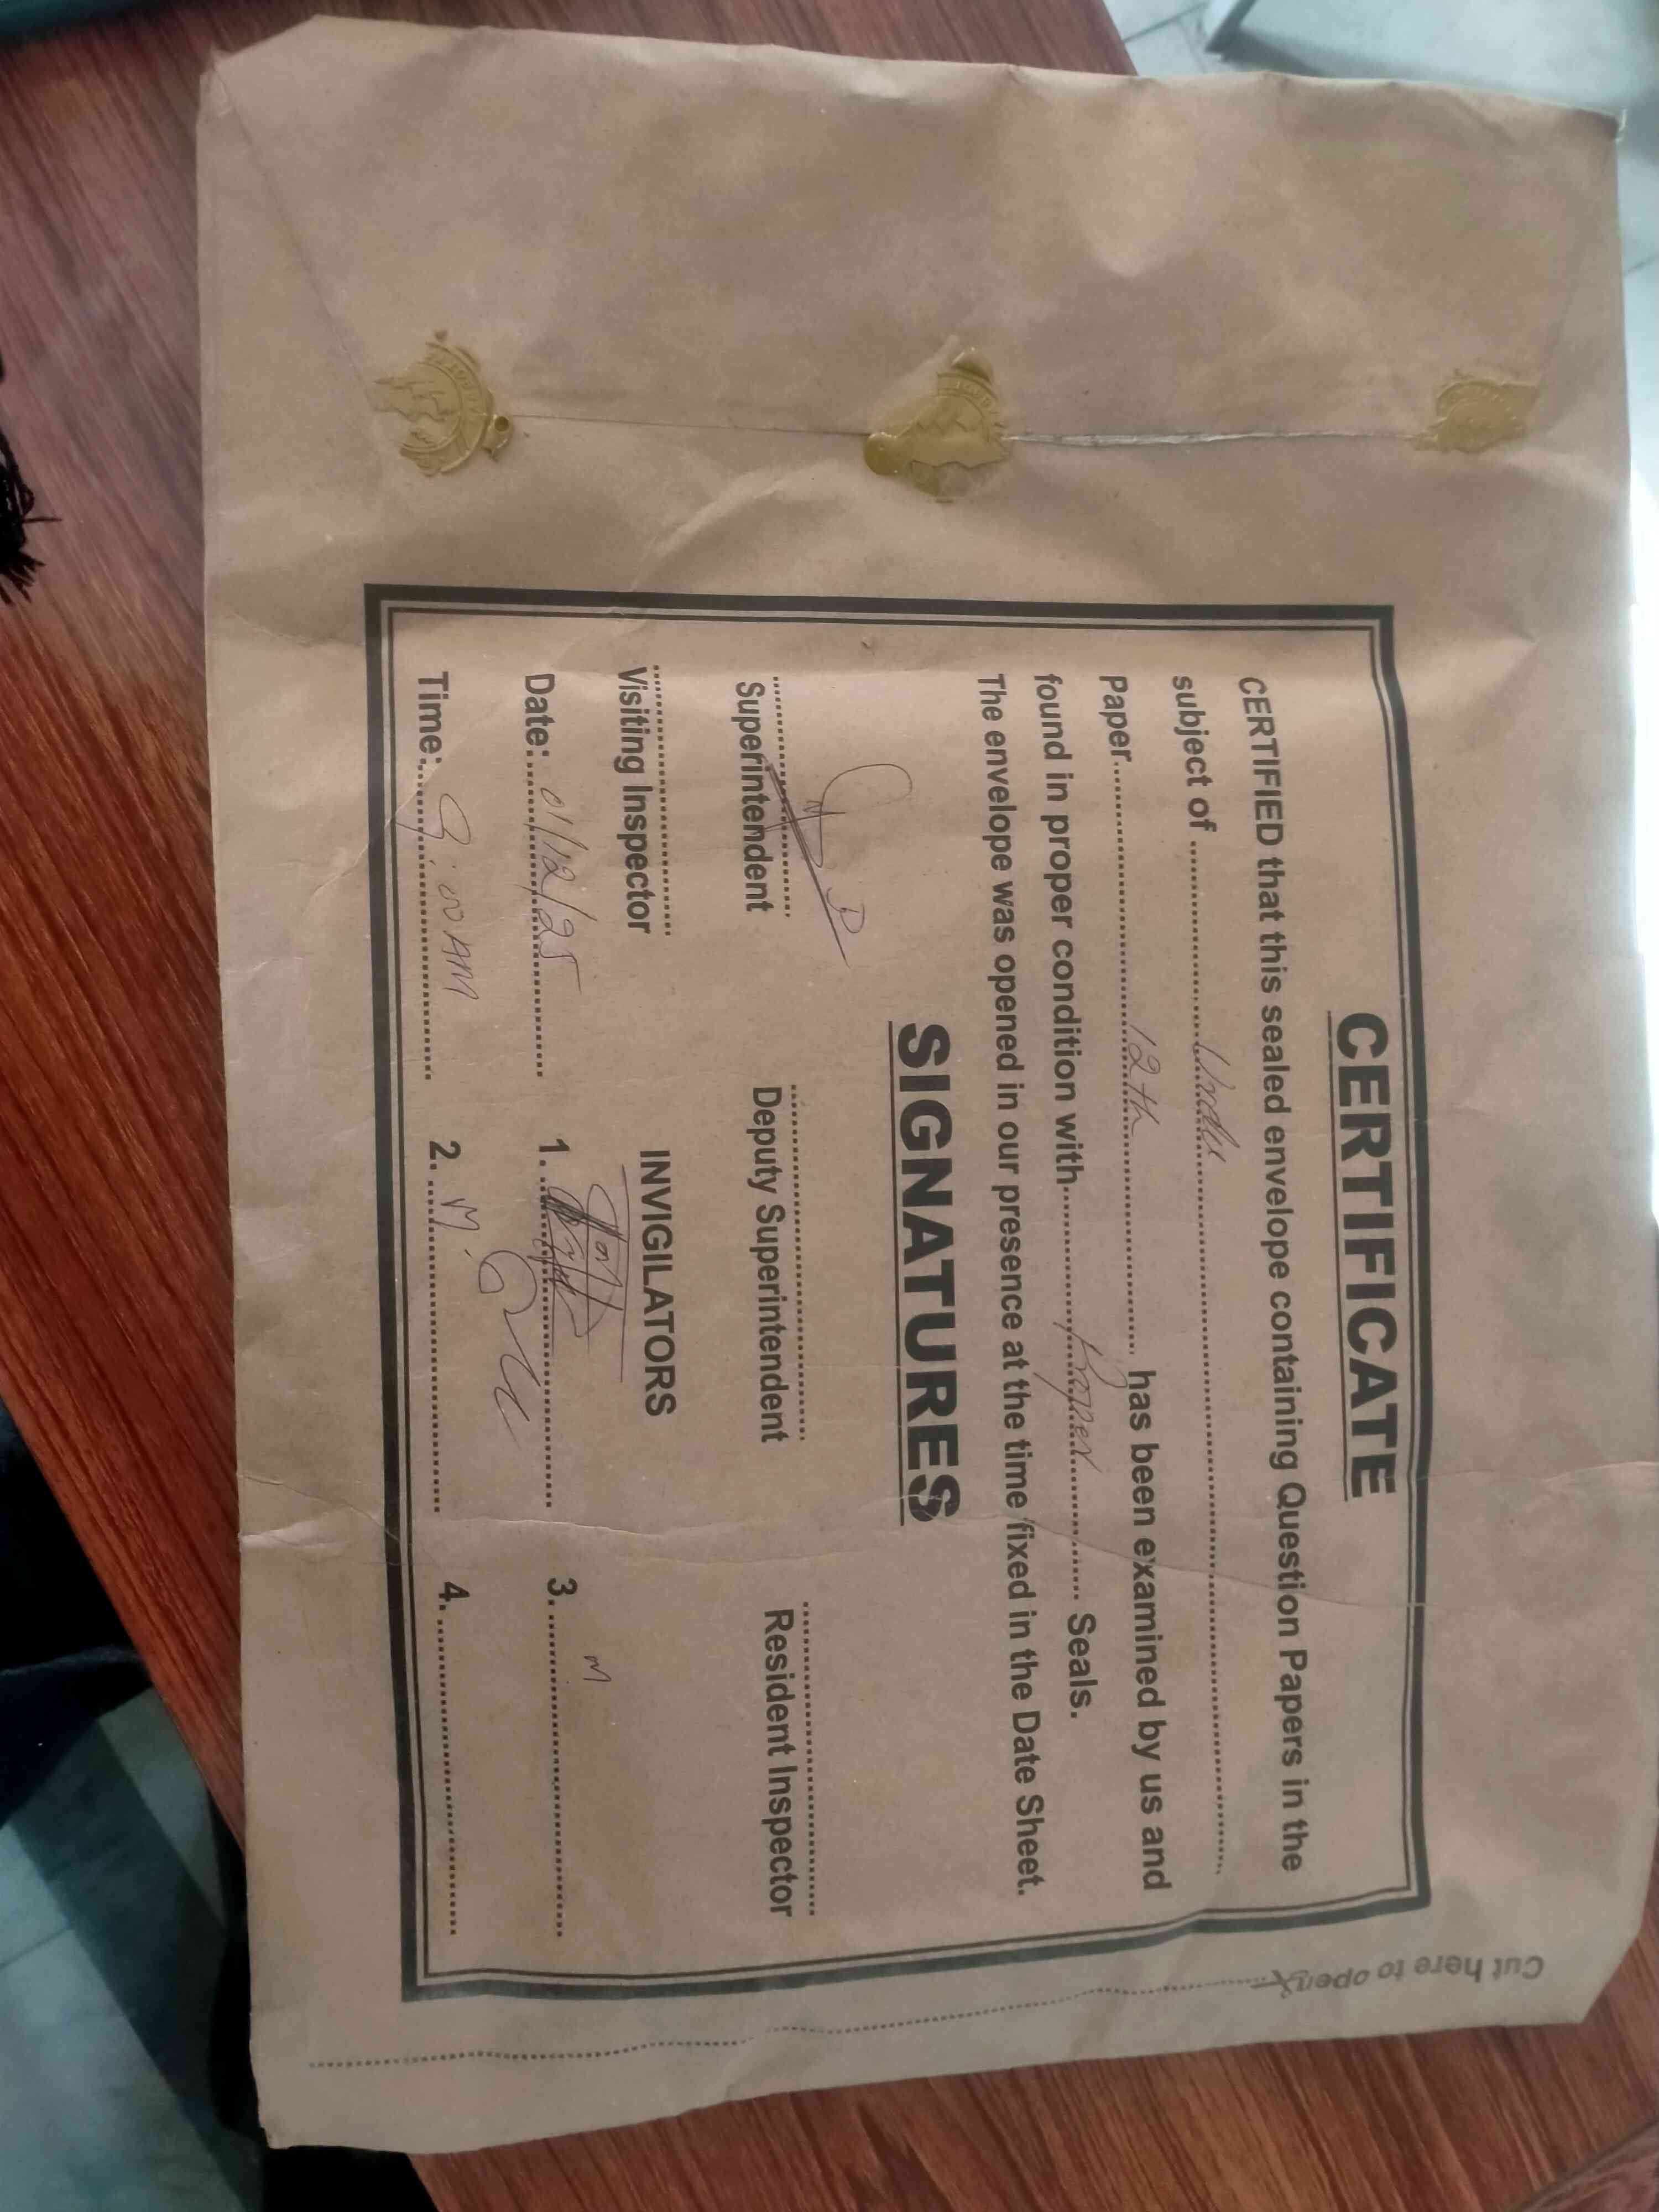 CERTIFICATE
CERTIFIED that this sealed envelope containing Question Papers in the
subject of ........ Urdu ........
Paper........ 12th ........ has been examined by us and
found in proper condition with........ Proper ........ Seals.
The envelope was opened in our presence at the time fixed in the Date Sheet.
SIGNATURES
Superintendent Deputy Superintendent Resident Inspector
Visiting Inspector INVIGILATORS
Date: 01/12/25 1. 3. M
Time: 9:00 AM 2. M. 4.
Cut here to open